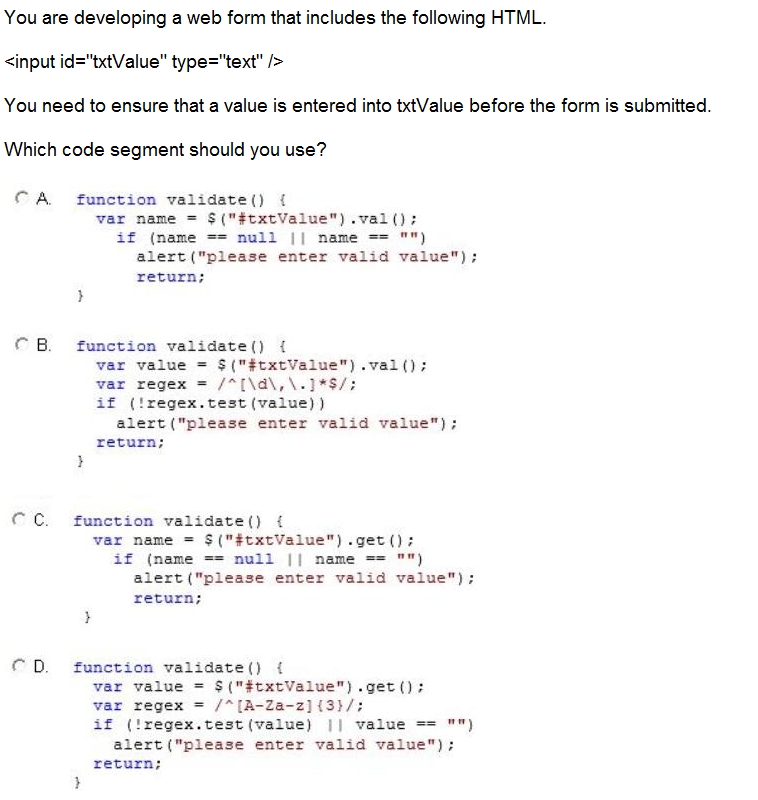 You are developing a web form that includes the following HTML.
<input id="txtValue" type="text" />
You need to ensure that a value is entered into txtValue before the form is submitted.
Which code segment should you use?
A. function validate() {
var name = $("#txtValue").val();
if (name == null || name == "")
alert("please enter valid value");
return;
}
B. function validate() {
var value = $("#txtValue").val();
var regex = /^[\d\,\.]*$/;
if (!regex.test(value))
alert("please enter valid value");
return;
}
C. function validate() {
var name = $("#txtValue").get();
if (name == null || name == "")
alert("please enter valid value");
return;
}
D. function validate() {
var value = $("#txtValue").get();
var regex = /^[A-Za-z]{3}/;
if (!regex.test(value) || value == "")
alert("please enter valid value");
return;
}